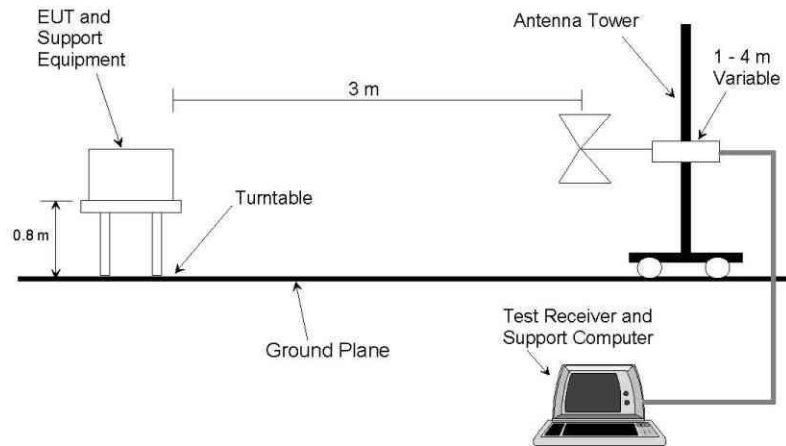 EUT and
Support
Equipment
Antenna Tower
1 - 4 m
Variable
3 m
0.8 m
Turntable
Ground Plane
Test Receiver and
Support Computer